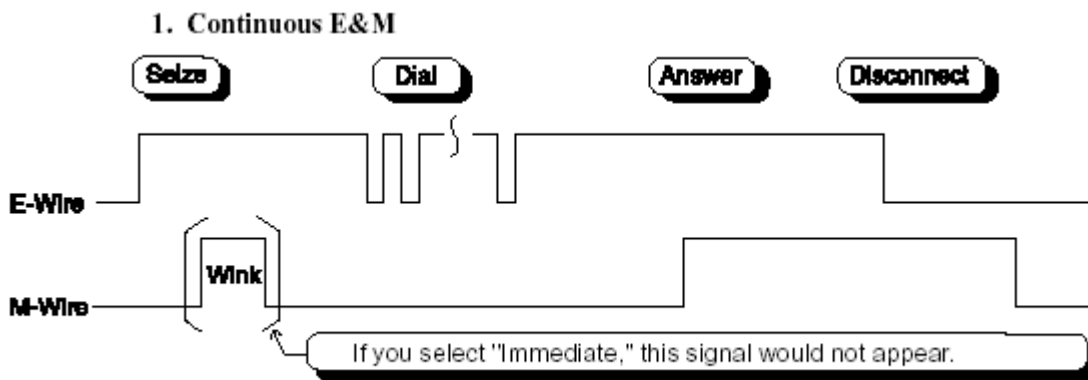 1. Continuous E&M
Seize Dial Answer Disconnect
E-Wire
Wink
M-Wire
If you select "Immediate," this signal would not appear.